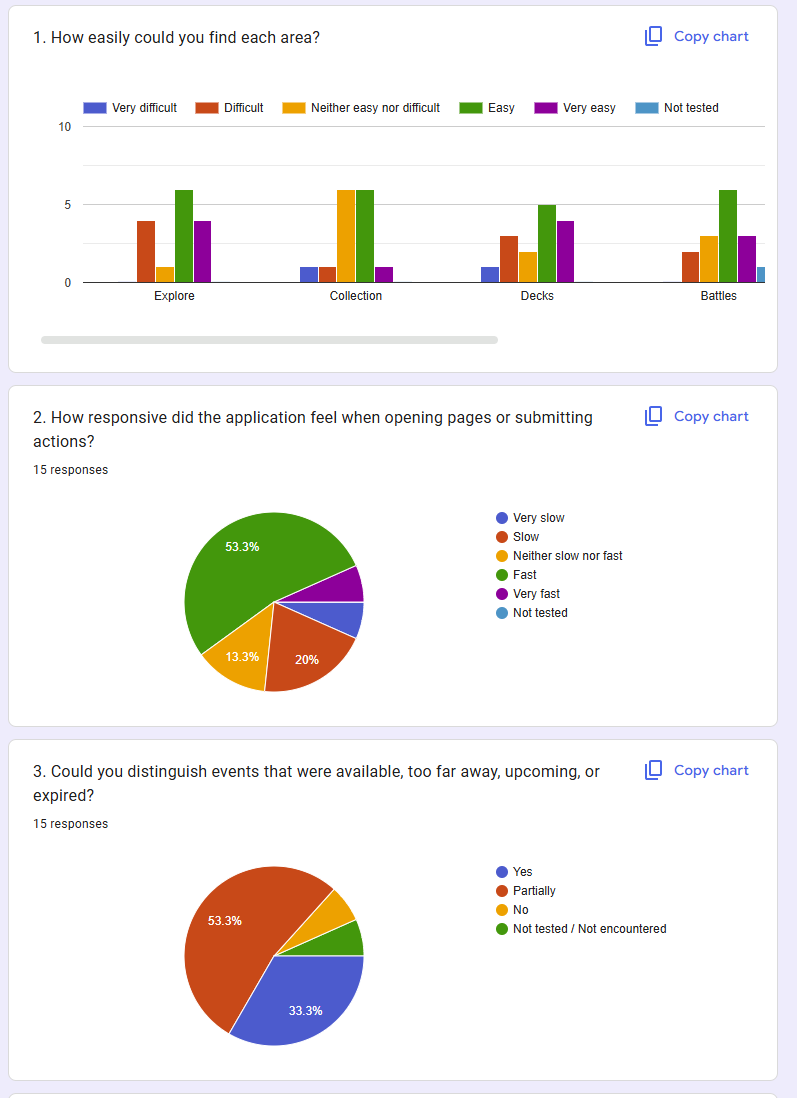 1. How easily could you find each area?
Copy chart
Very difficult
Difficult
Neither easy nor difficult
Easy
Very easy
Not tested
10
5
0
Explore
Collection
Decks
Battles
2. How responsive did the application feel when opening pages or submitting
actions?
Copy chart
15 responses
53.3%
13.3%
20%
Very slow
Slow
Neither slow nor fast
Fast
Very fast
Not tested
3. Could you distinguish events that were available, too far away, upcoming, or
expired?
Copy chart
15 responses
53.3%
33.3%
Yes
Partially
No
Not tested / Not encountered